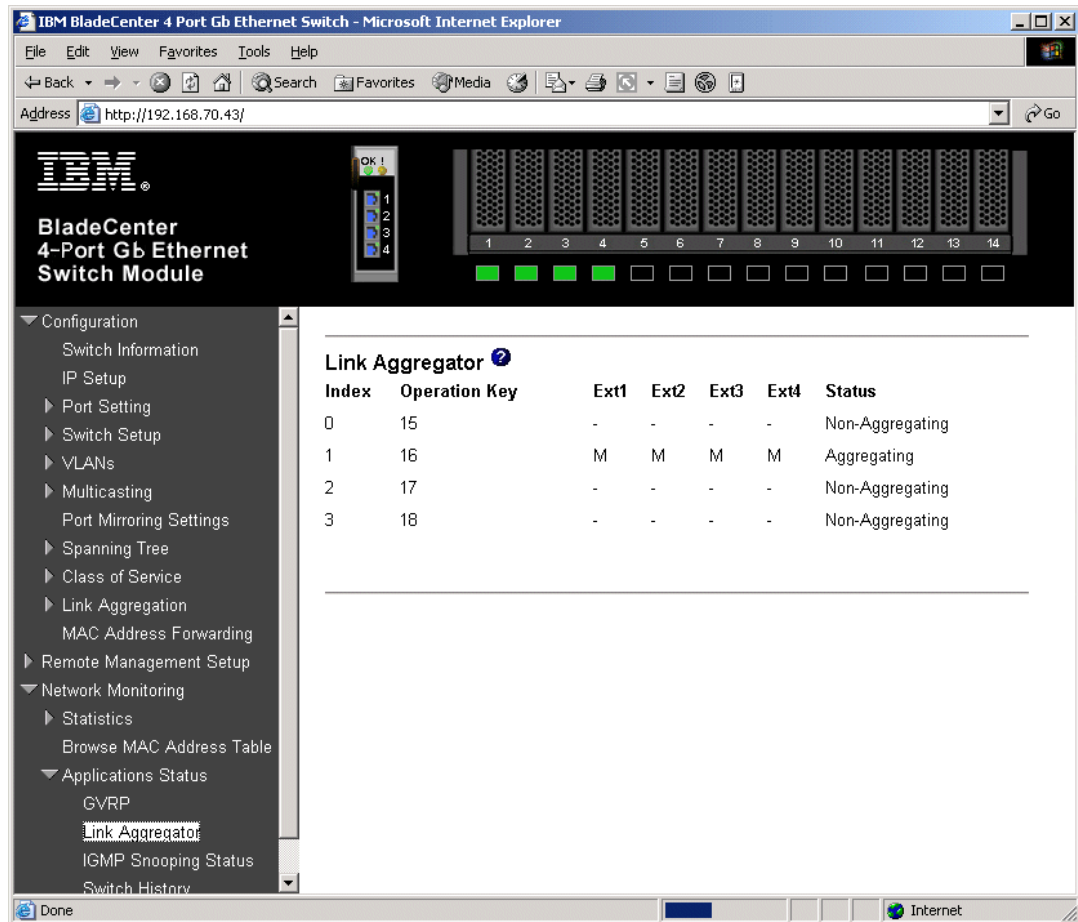 IBM BladeCenter 4 Port Gb Ethernet Switch - Microsoft Internet Explorer
File Edit View Favorites Tools Help
Back Search Favorites Media
Address http://192.168.70.43/ Go
IBM®
BladeCenter
4-Port Gb Ethernet
Switch Module
OK !
1
2
3
4
1 2 3 4 5 6 7 8 9 10 11 12 13 14
Configuration
Switch Information
IP Setup
Port Setting
Switch Setup
VLANs
Multicasting
Port Mirroring Settings
Spanning Tree
Class of Service
Link Aggregation
MAC Address Forwarding
Remote Management Setup
Network Monitoring
Statistics
Browse MAC Address Table
Applications Status
GVRP
Link Aggregator
IGMP Snooping Status
Switch History
Link Aggregator ?
Index Operation Key Ext1 Ext2 Ext3 Ext4 Status
0 15 - - - - Non-Aggregating
1 16 M M M M Aggregating
2 17 - - - - Non-Aggregating
3 18 - - - - Non-Aggregating
Done Internet